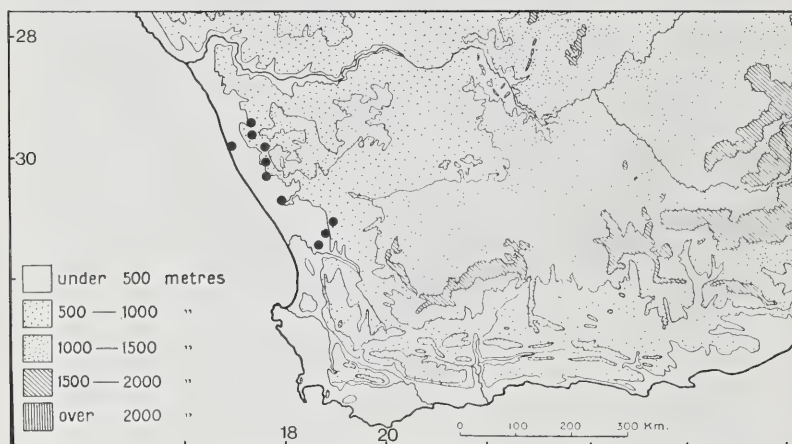 -28
-30
under 500 metres
500 — 1000 "
1000 — 1500 "
1500 — 2000 "
over 2000 "
18 20
0 100 200 300 Km.